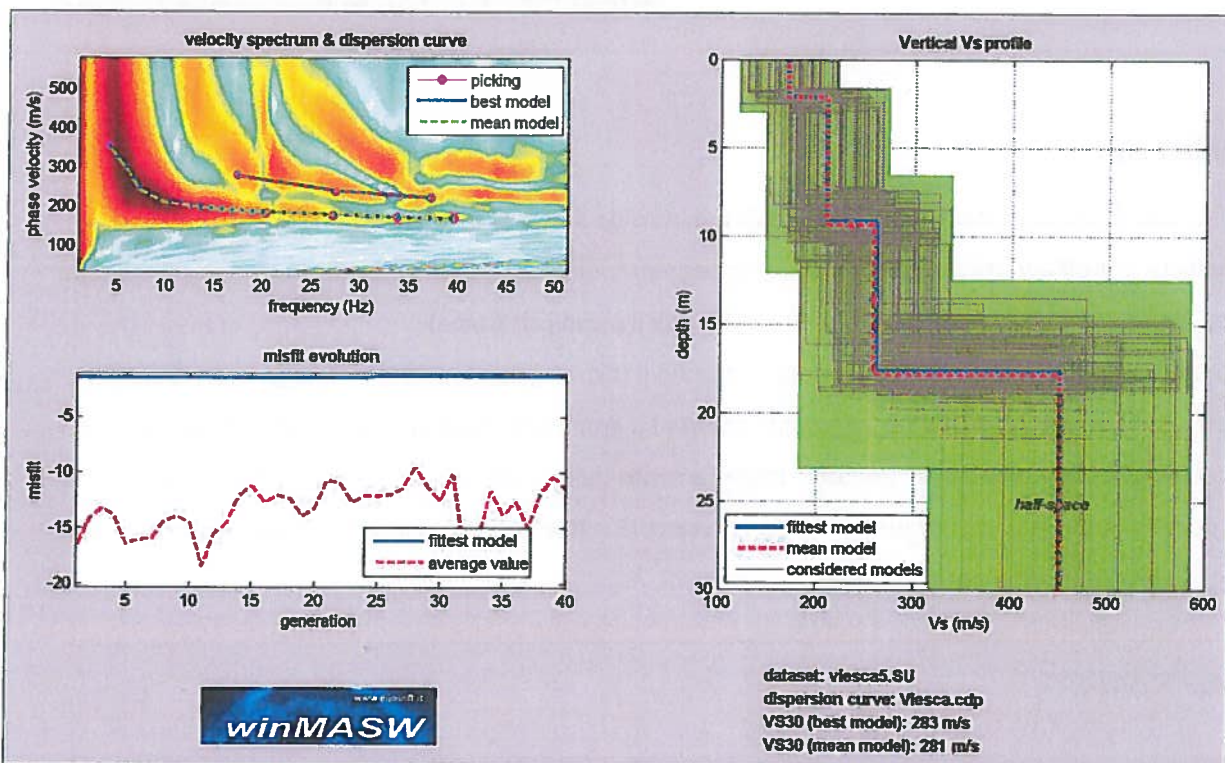 velocity spectrum & dispersion curve
phase velocity (m/s)
500
400
300
200
100
picking
best model
mean model
5 10 15 20 25 30 35 40 45 50
frequency (Hz)
misfit evolution
misfit
-5
-10
-15
-20
fittest model
average value
5 10 15 20 25 30 35 40
generation
winMASW
Vertical Vs profile
depth (m)
0
5
10
15
20
25
30
half-space
fittest model
mean model
considered models
100 200 300 400 500 600
Vs (m/s)
dataset: viesca5.SU
dispersion curve: Viesca.cdp
VS30 (best model): 283 m/s
VS30 (mean model): 281 m/s